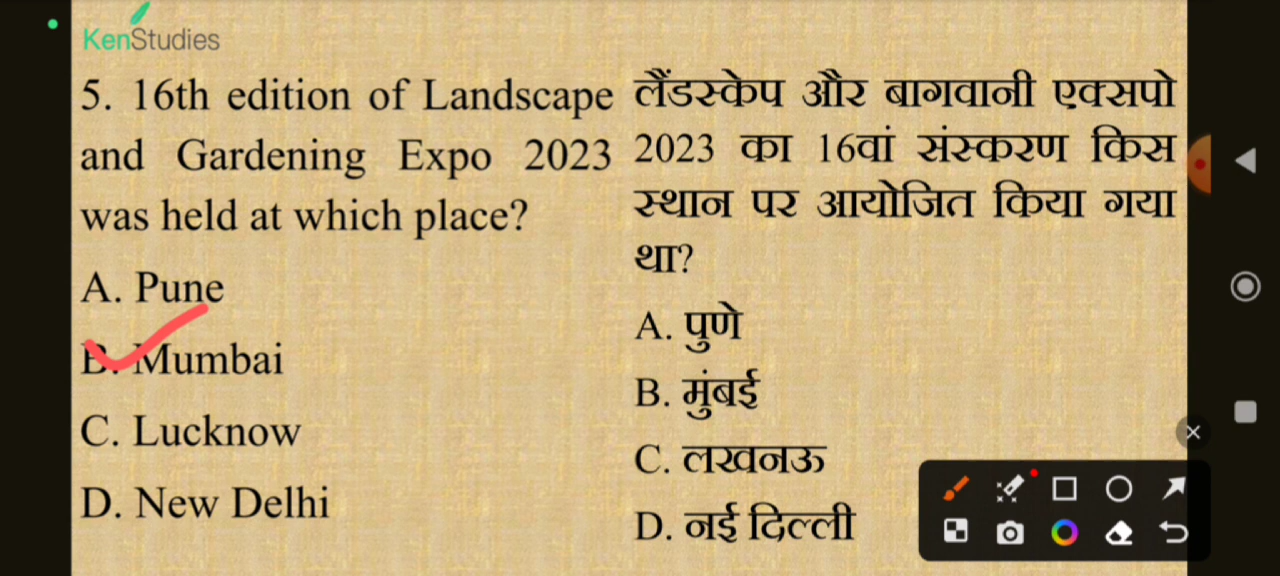 KenStudies
5. 16th edition of Landscape
and Gardening Expo 2023
was held at which place?
A. Pune
B. Mumbai
C. Lucknow
D. New Delhi
लैंडस्केप और बागवानी एक्सपो
2023 का 16वां संस्करण किस
स्थान पर आयोजित किया गया
था?
A. पुणे
B. मुंबई
C. लखनऊ
D. नई दिल्ली